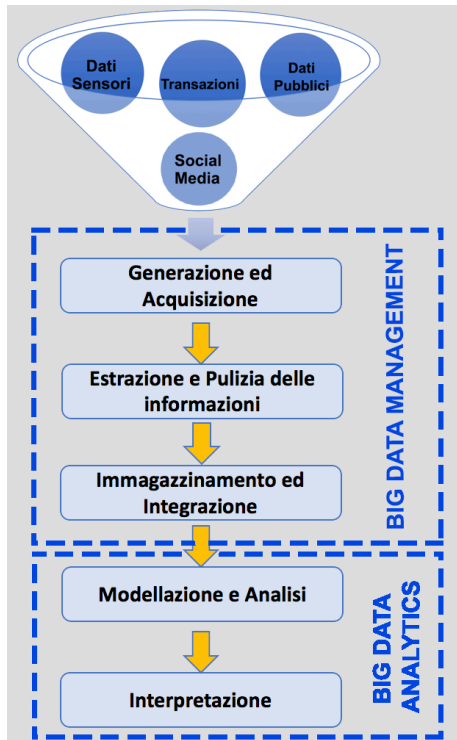 Dati
Sensori
Transazioni
Dati
Pubblici
Social
Media
BIG DATA MANAGEMENT
Generazione ed
Acquisizione
Estrazione e Pulizia delle
informazioni
Immagazzinamento ed
Integrazione
BIG DATA
ANALYTICS
Modellazione e Analisi
Interpretazione